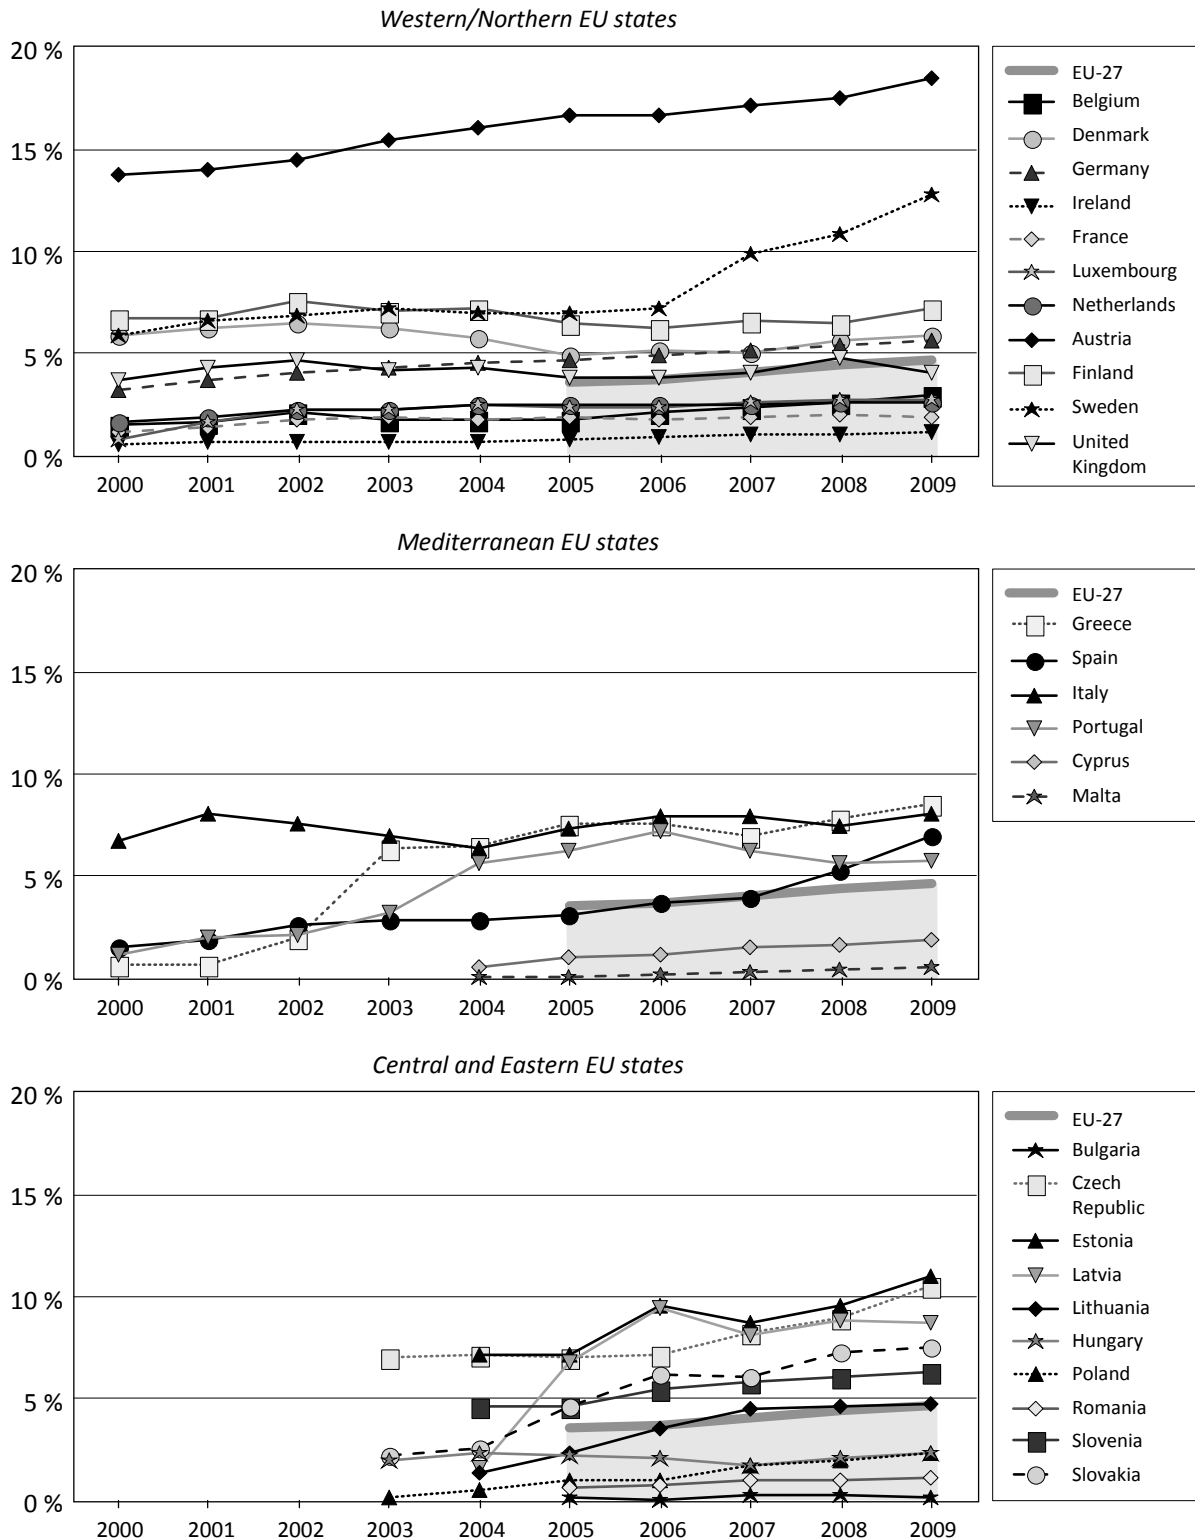 Western/Northern EU states
20 %
15 %
10 %
5 %
0 %
2000 2001 2002 2003 2004 2005 2006 2007 2008 2009
EU-27
Belgium
Denmark
Germany
Ireland
France
Luxembourg
Netherlands
Austria
Finland
Sweden
United
Kingdom
Mediterranean EU states
20 %
15 %
10 %
5 %
0 %
2000 2001 2002 2003 2004 2005 2006 2007 2008 2009
EU-27
Greece
Spain
Italy
Portugal
Cyprus
Malta
Central and Eastern EU states
20 %
15 %
10 %
5 %
0 %
2000 2001 2002 2003 2004 2005 2006 2007 2008 2009
EU-27
Bulgaria
Czech
Republic
Estonia
Latvia
Lithuania
Hungary
Poland
Romania
Slovenia
Slovakia